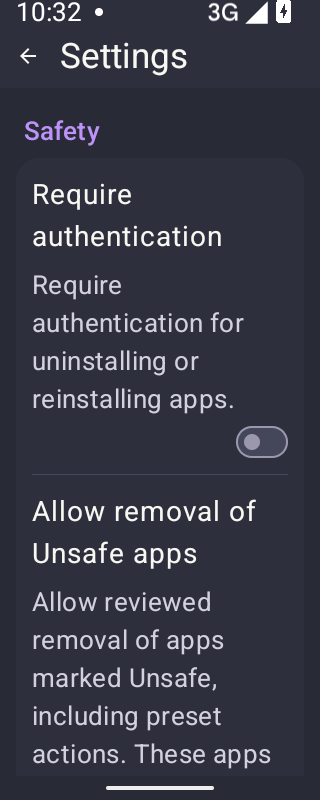 10:32
3G
Settings
Safety
Require
authentication
Require
authentication for
uninstalling or
reinstalling apps.
Allow removal of
Unsafe apps
Allow reviewed
removal of apps
marked Unsafe,
including preset
actions. These apps